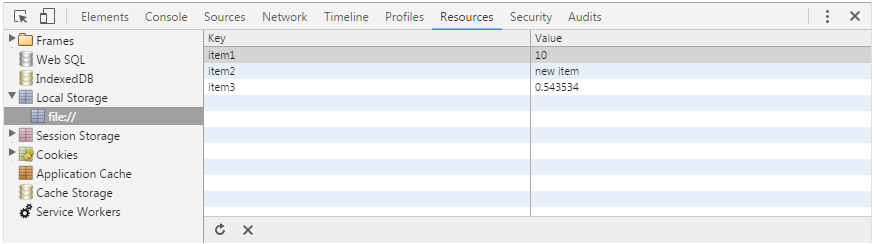 Elements Console Sources Network Timeline Profiles Resources Security Audits
Frames
Web SQL
IndexedDB
Local Storage
file://
Session Storage
Cookies
Application Cache
Cache Storage
Service Workers
Key Value
item1 10
item2 new item
item3 0.543534